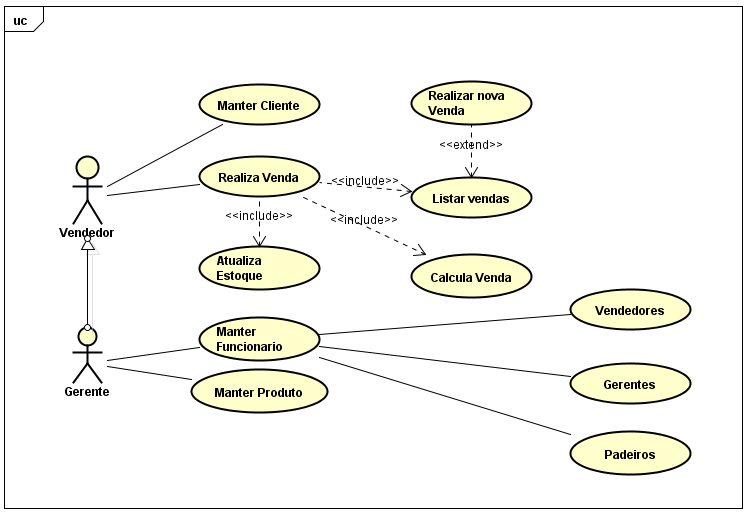 uc
Manter Cliente
Realizar nova
Venda
<<extend>>
Vendedor
Realiza Venda
<<include>>
Listar vendas
<<include>>
<<include>>
Atualiza
Estoque
Calcula Venda
Vendedores
Manter
Funcionario
Gerente
Manter Produto
Gerentes
Padeiros